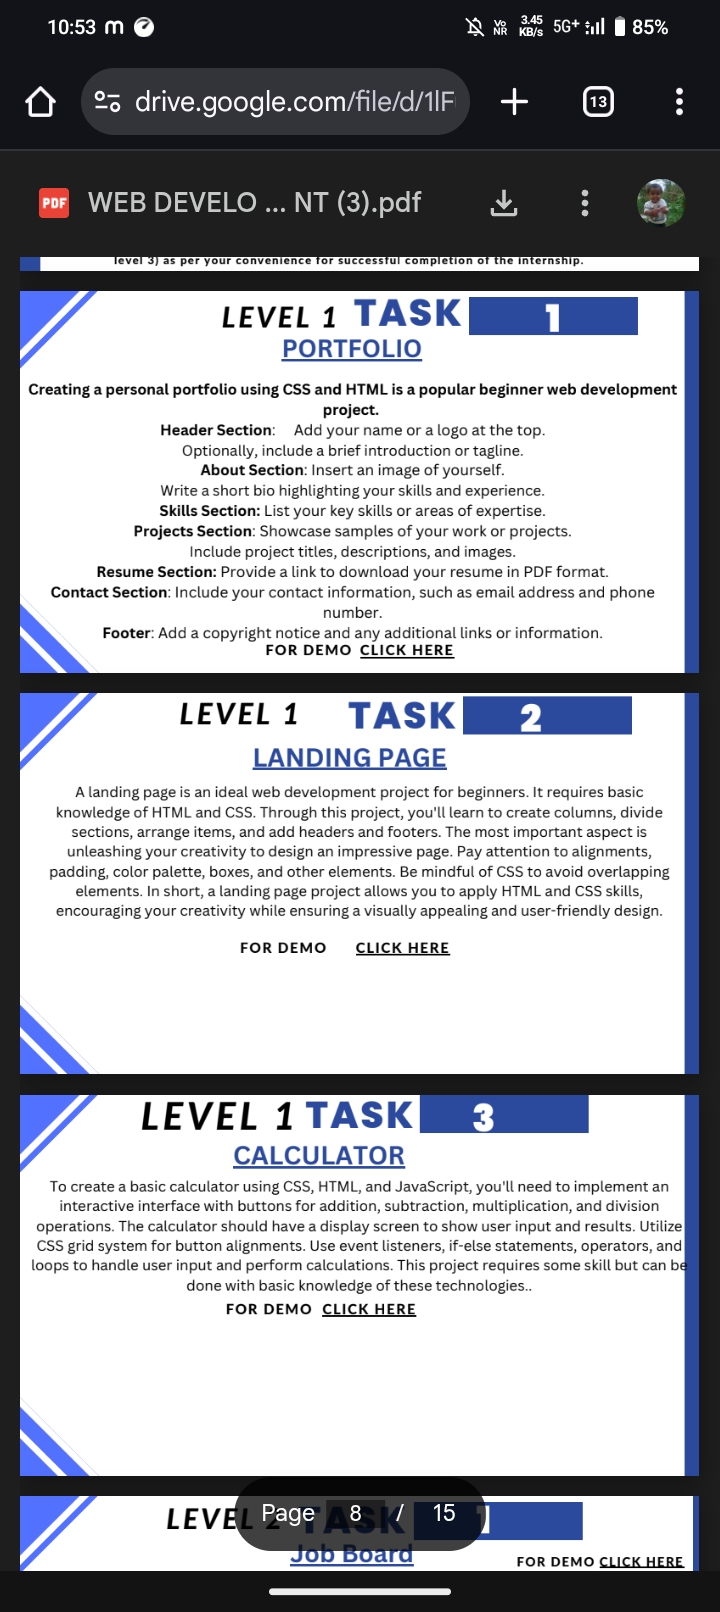 10:53 m
Vo NR 3.45 KB/s 5G+ 85%
drive.google.com/file/d/1lF
13
PDF WEB DEVELO ... NT (3).pdf
level 3) as per your convenience for successful completion of the internship.
LEVEL 1 TASK 1
PORTFOLIO
Creating a personal portfolio using CSS and HTML is a popular beginner web development
project.
Header Section: Add your name or a logo at the top.
Optionally, include a brief introduction or tagline.
About Section: Insert an image of yourself.
Write a short bio highlighting your skills and experience.
Skills Section: List your key skills or areas of expertise.
Projects Section: Showcase samples of your work or projects.
Include project titles, descriptions, and images.
Resume Section: Provide a link to download your resume in PDF format.
Contact Section: Include your contact information, such as email address and phone
number.
Footer: Add a copyright notice and any additional links or information.
FOR DEMO CLICK HERE
LEVEL 1 TASK 2
LANDING PAGE
A landing page is an ideal web development project for beginners. It requires basic
knowledge of HTML and CSS. Through this project, you'll learn to create columns, divide
sections, arrange items, and add headers and footers. The most important aspect is
unleashing your creativity to design an impressive page. Pay attention to alignments,
padding, color palette, boxes, and other elements. Be mindful of CSS to avoid overlapping
elements. In short, a landing page project allows you to apply HTML and CSS skills,
encouraging your creativity while ensuring a visually appealing and user-friendly design.
FOR DEMO CLICK HERE
LEVEL 1 TASK 3
CALCULATOR
To create a basic calculator using CSS, HTML, and JavaScript, you'll need to implement an
interactive interface with buttons for addition, subtraction, multiplication, and division
operations. The calculator should have a display screen to show user input and results. Utilize
CSS grid system for button alignments. Use event listeners, if-else statements, operators, and
loops to handle user input and perform calculations. This project requires some skill but can be
done with basic knowledge of these technologies..
FOR DEMO CLICK HERE
LEVEL 2 TASK 1
Page 8 / 15
Job Board
FOR DEMO CLICK HERE